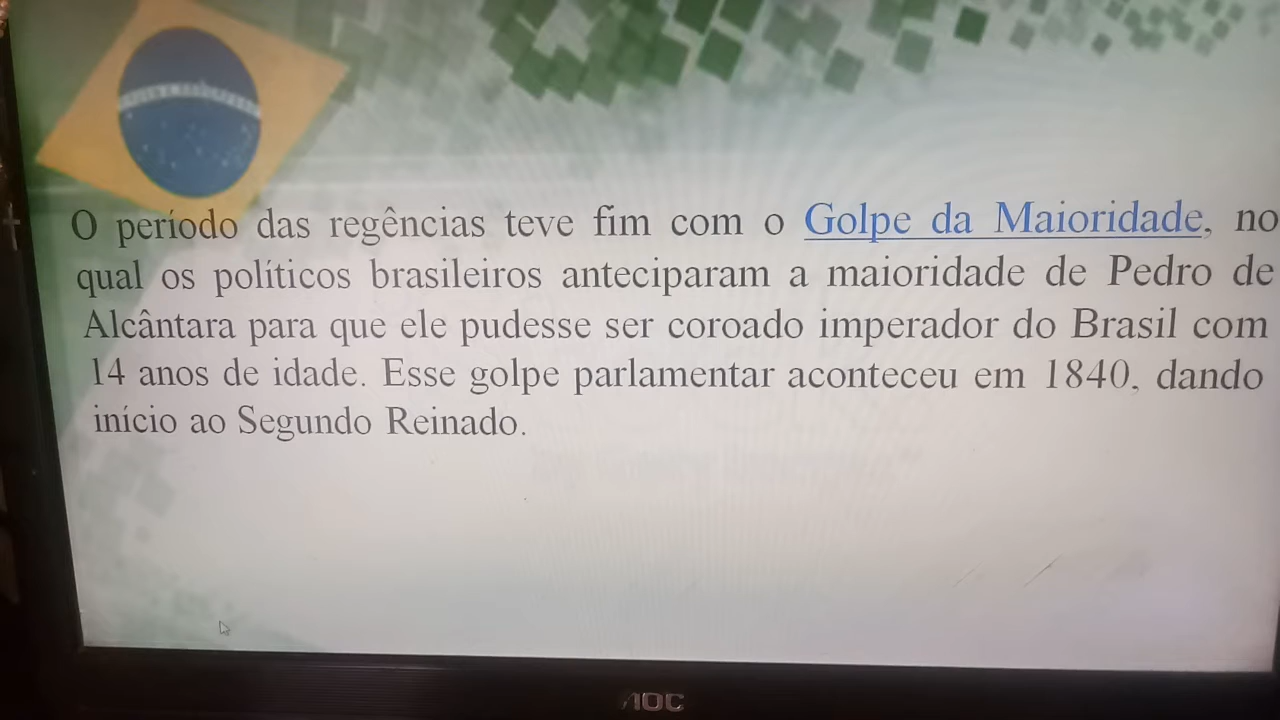 O período das regências teve fim com o Golpe da Maioridade, no
qual os políticos brasileiros anteciparam a maioridade de Pedro de
Alcântara para que ele pudesse ser coroado imperador do Brasil com
14 anos de idade. Esse golpe parlamentar aconteceu em 1840, dando
início ao Segundo Reinado.
AOC